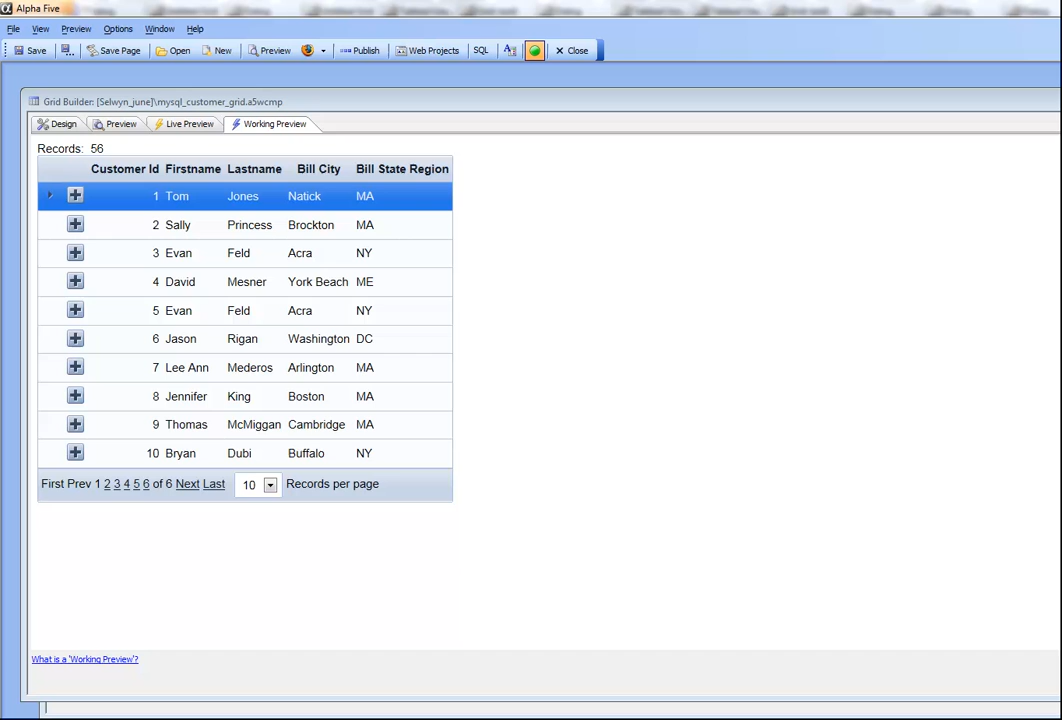 Alpha Five
File View Preview Options Window Help
Save Save Page Open New Preview Publish Web Projects SQL Close
Grid Builder: [Selwyn_june]\mysql_customer_grid.a5wcmp
Design Preview Live Preview Working Preview
Records: 56
Customer Id Firstname Lastname Bill City Bill State Region
1 Tom Jones Natick MA
2 Sally Princess Brockton MA
3 Evan Feld Acra NY
4 David Mesner York Beach ME
5 Evan Feld Acra NY
6 Jason Rigan Washington DC
7 Lee Ann Mederos Arlington MA
8 Jennifer King Boston MA
9 Thomas McMiggan Cambridge MA
10 Bryan Dubi Buffalo NY
First Prev 1 2 3 4 5 6 of 6 Next Last 10 Records per page
What is a 'Working Preview'?